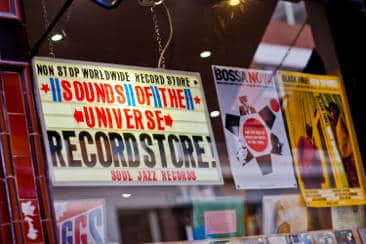 NON STOP WORLDWIDE RECORD STORE •
SOUNDS OF THE
UNIVERSE
RECORDSTORE!
SOUL JAZZ RECORDS
BOSSA NOVA